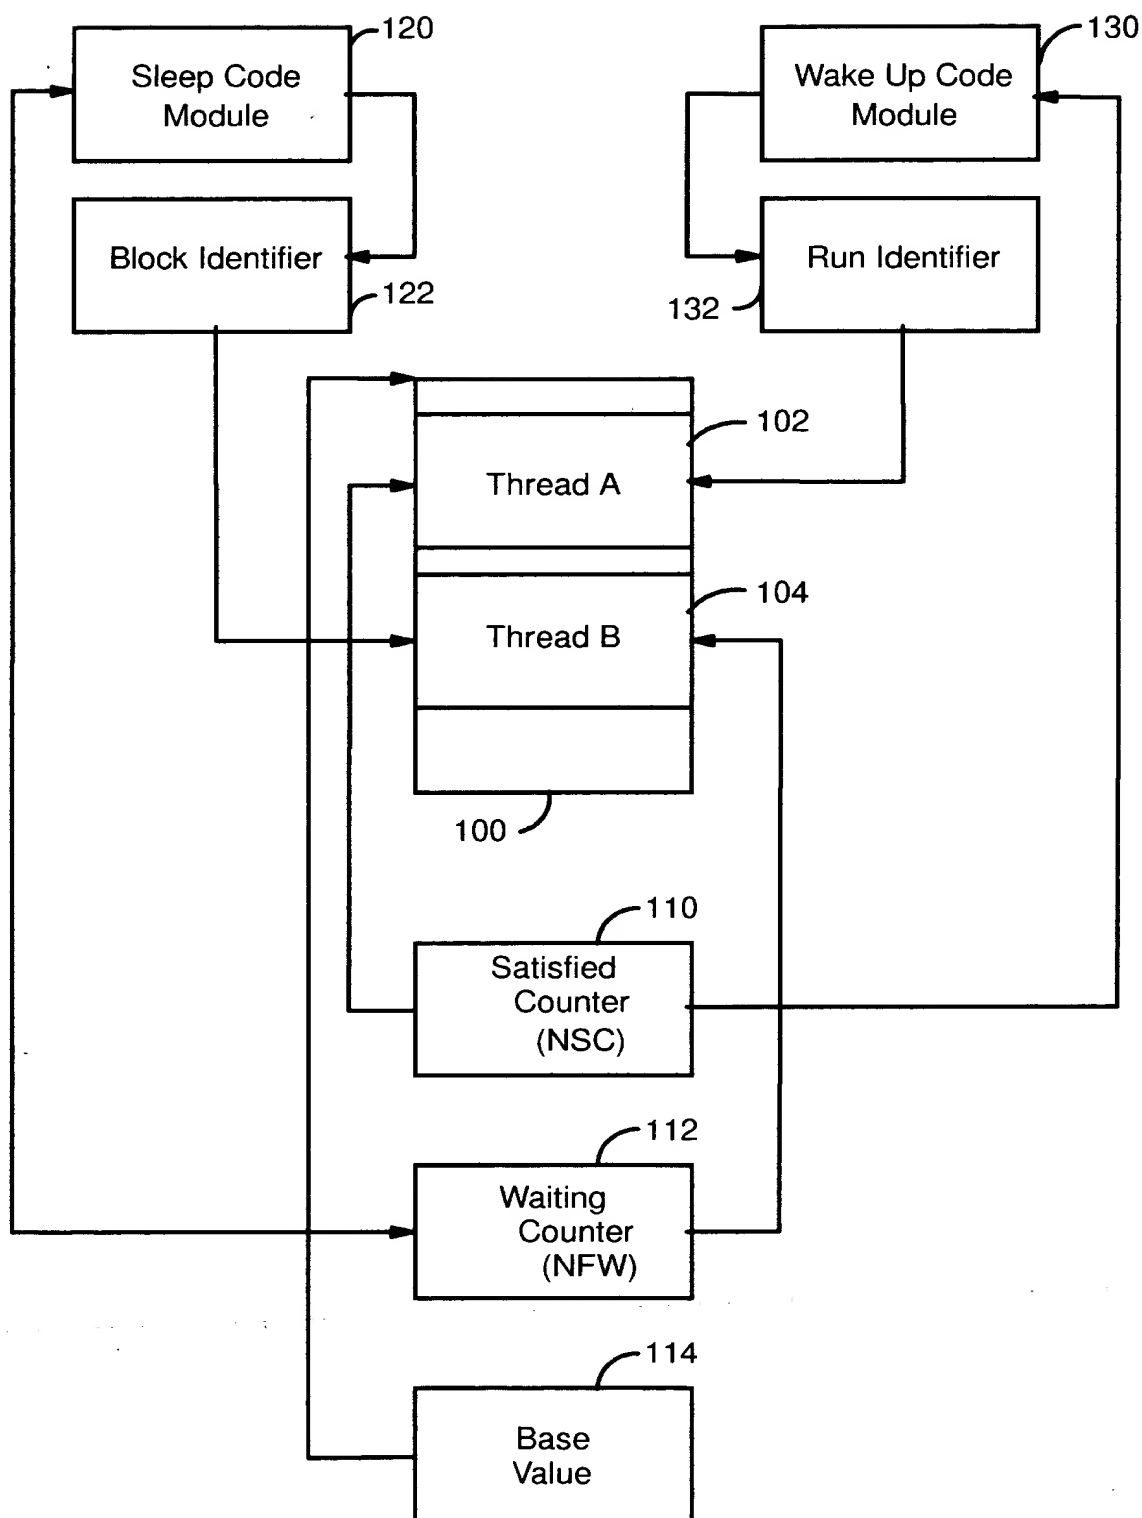 120
Sleep Code
Module
130
Wake Up Code
Module
Block Identifier
122
Run Identifier
132
102
Thread A
104
Thread B
100
110
Satisfied
Counter
(NSC)
112
Waiting
Counter
(NFW)
114
Base
Value